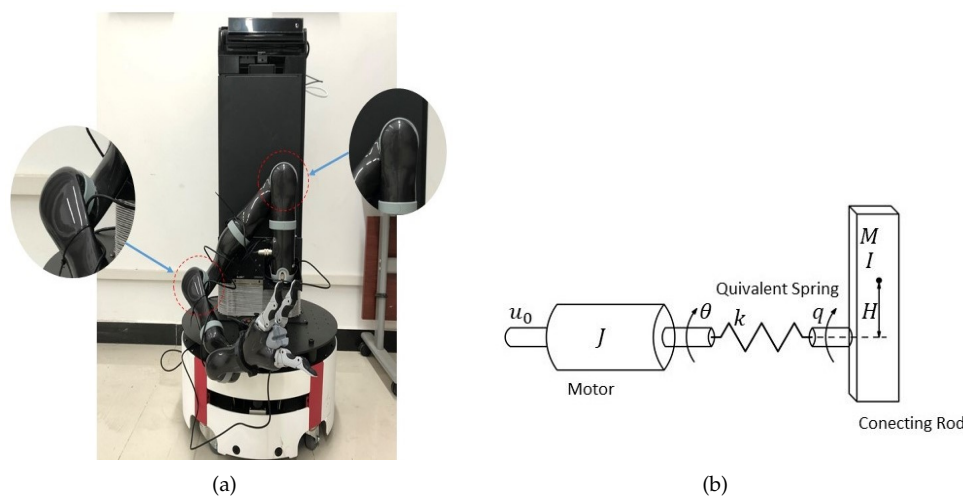 M
I
Quivalent Spring
u₀
θ
k
q
H
J
Motor
Conecting Rod
(a)
(b)